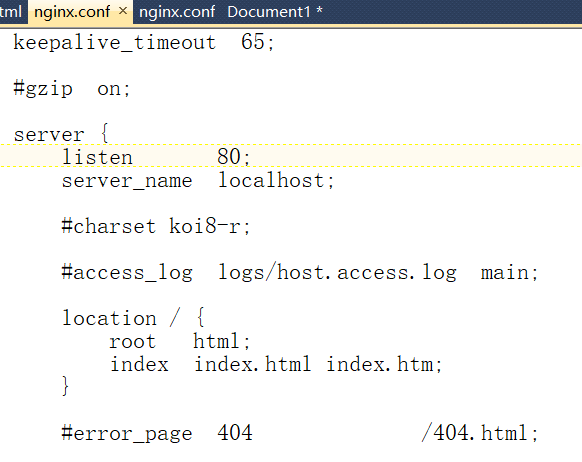 tml nginx.conf × nginx.conf Document1 *
keepalive_timeout  65;
#gzip  on;
server {
    listen       80;
    server_name  localhost;
    #charset koi8-r;
    #access_log  logs/host.access.log  main;
    location / {
        root   html;
        index  index.html index.htm;
    }
    #error_page  404              /404.html;